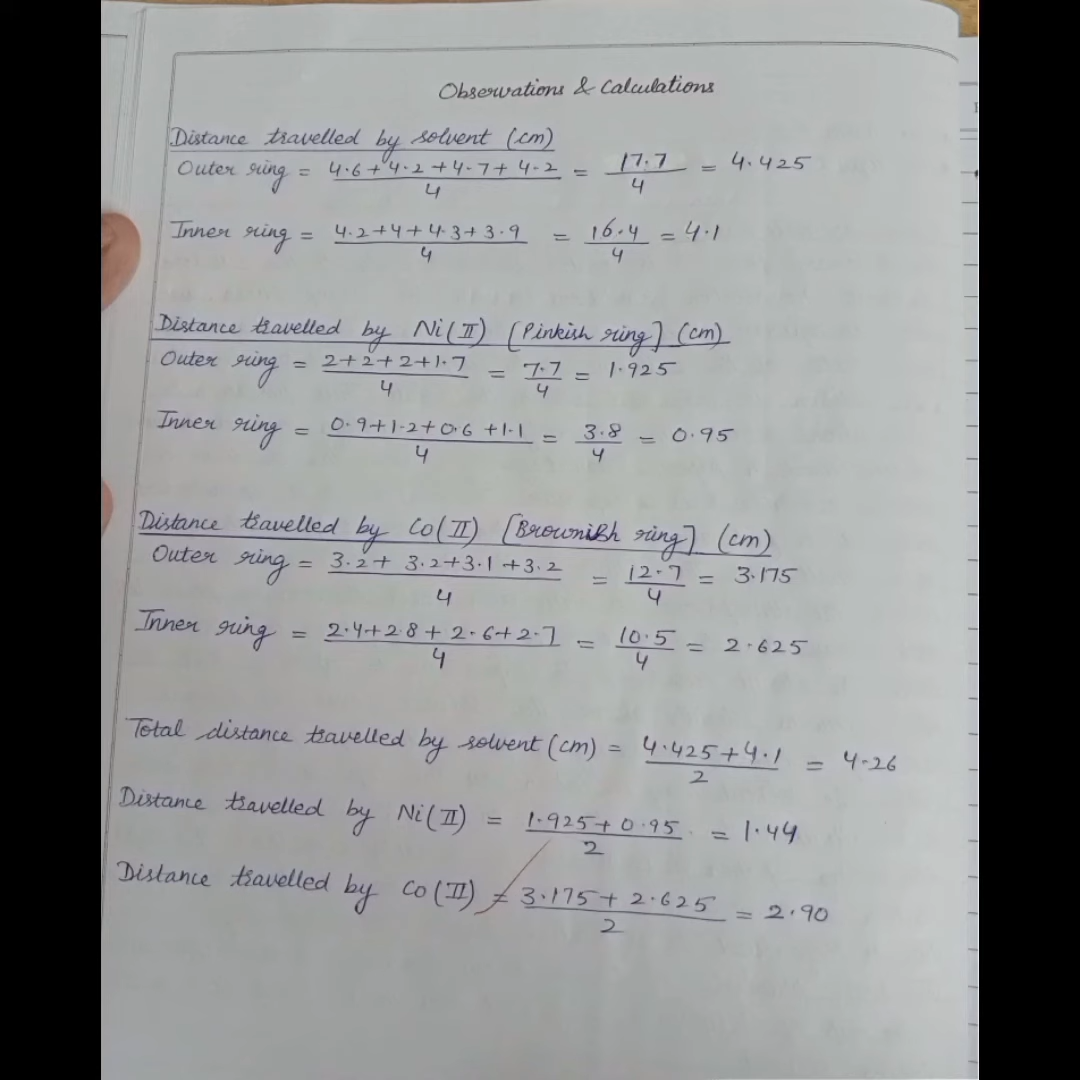 Observations & Calculations
Distance travelled by solvent (cm)
Outer ring = 4.6+4.2+4.7+4.2/4 = 17.7/4 = 4.425
Inner ring = 4.2+4+4.3+3.9/4 = 16.4/4 = 4.1
Distance travelled by Ni(II) [Pinkish ring] (cm)
Outer ring = 2+2+2+1.7/4 = 7.7/4 = 1.925
Inner ring = 0.9+1.2+0.6+1.1/4 = 3.8/4 = 0.95
Distance travelled by Co(II) [Brownish ring] (cm)
Outer ring = 3.2+3.2+3.1+3.2/4 = 12.7/4 = 3.175
Inner ring = 2.4+2.8+2.6+2.7/4 = 10.5/4 = 2.625
Total distance travelled by solvent (cm) = 4.425+4.1/2 = 4.26
Distance travelled by Ni(II) = 1.925+0.95/2 = 1.44
Distance travelled by Co(II) = 3.175+2.625/2 = 2.90